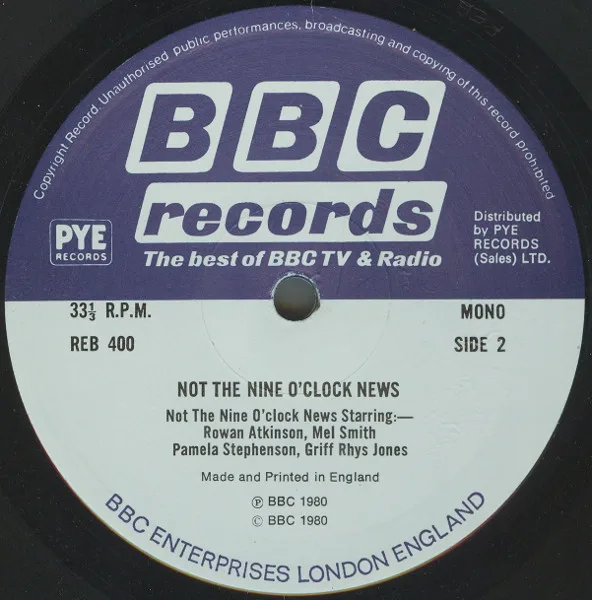 Copyright Record. Unauthorised public performances, broadcasting and copying of this record prohibited
BBC
records
The best of BBC TV & Radio
PYE
RECORDS
Distributed
by PYE
RECORDS
(Sales) LTD.
33⅓ R.P.M.
MONO
REB 400
SIDE 2
NOT THE NINE O'CLOCK NEWS
Not The Nine O'clock News Starring:—
Rowan Atkinson, Mel Smith
Pamela Stephenson, Griff Rhys Jones
Made and Printed in England
℗ BBC 1980
© BBC 1980
BBC ENTERPRISES LONDON ENGLAND